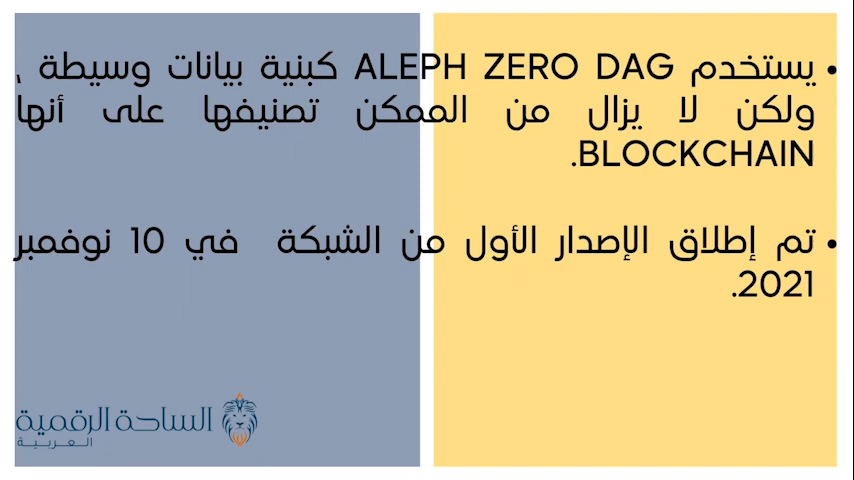 • يستخدم ALEPH ZERO DAG كبنية بيانات وسيطة ،
ولكن لا يزال من الممكن تصنيفها على أنها
BLOCKCHAIN.
• تم إطلاق الإصدار الأول من الشبكة في 10 نوفمبر
2021.
الساحة الرقمية
العربية